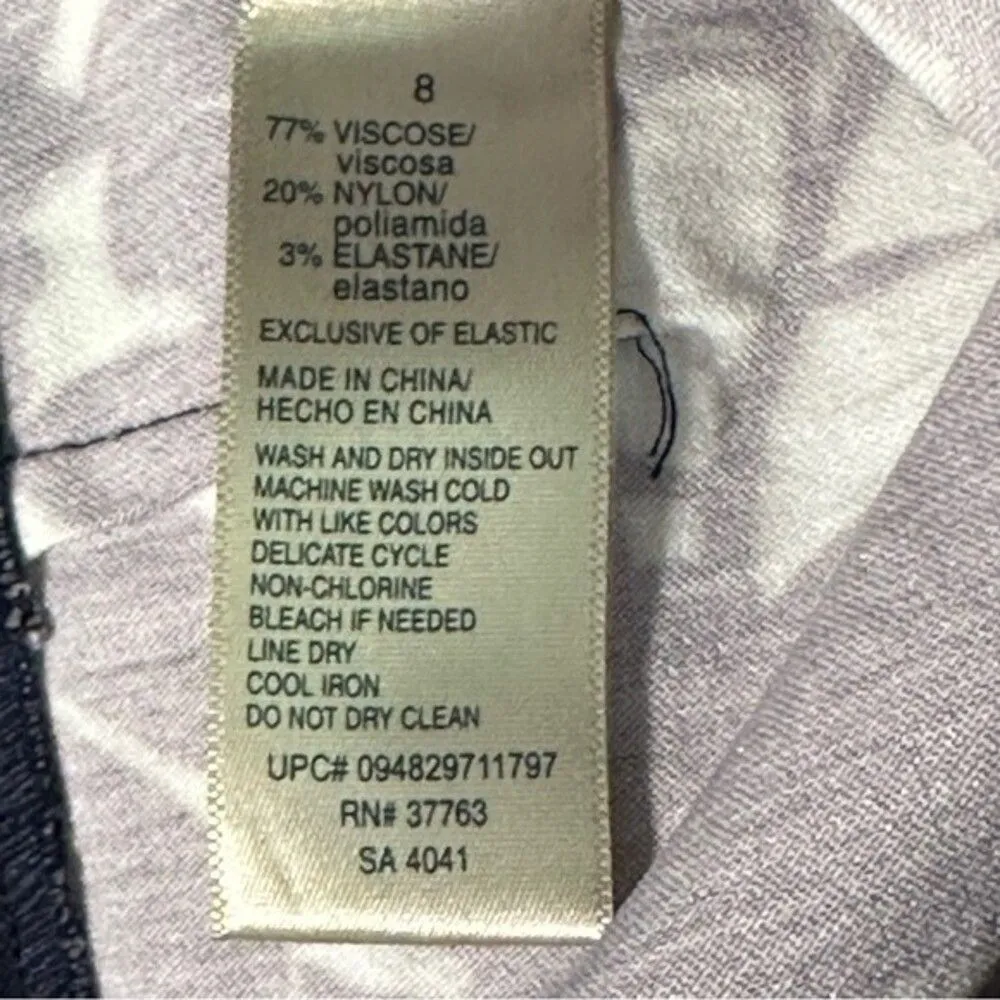 8
77% VISCOSE/
viscosa
20% NYLON/
poliamida
3% ELASTANE/
elastano
EXCLUSIVE OF ELASTIC
MADE IN CHINA/
HECHO EN CHINA
WASH AND DRY INSIDE OUT
MACHINE WASH COLD
WITH LIKE COLORS
DELICATE CYCLE
NON-CHLORINE
BLEACH IF NEEDED
LINE DRY
COOL IRON
DO NOT DRY CLEAN
UPC# 094829711797
RN# 37763
SA 4041